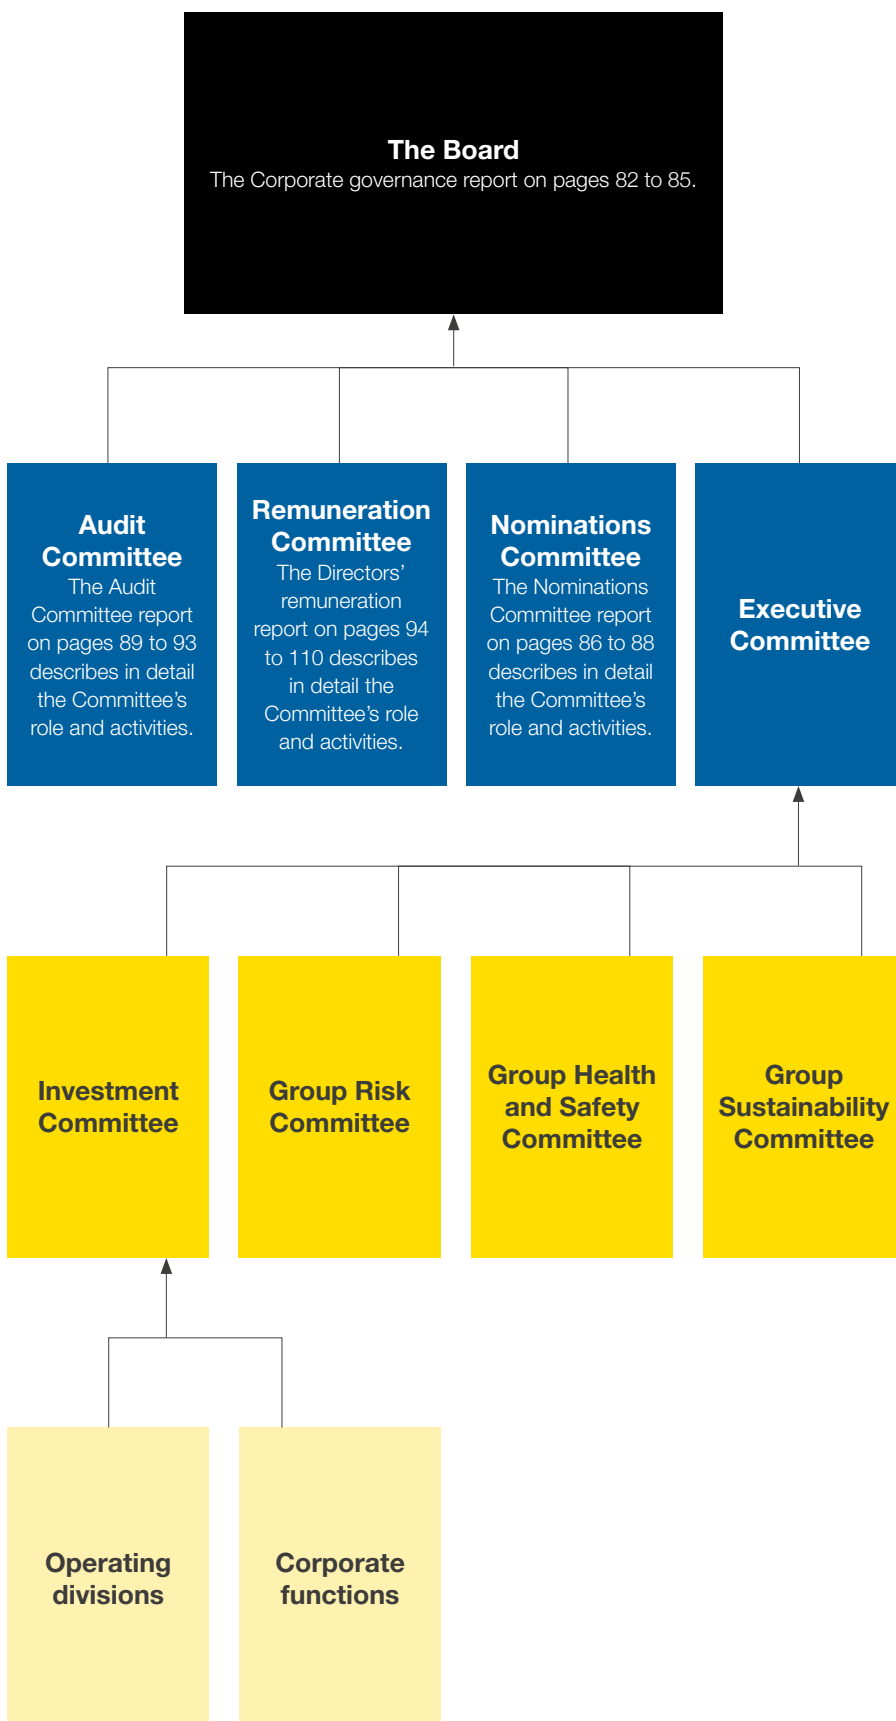 The Board
The Corporate governance report on pages 82 to 85.
Audit
Committee
The Audit
Committee report
on pages 89 to 93
describes in detail
the Committee’s
role and activities.
Remuneration
Committee
The Directors’
remuneration
report on pages 94
to 110 describes
in detail the
Committee’s role
and activities.
Nominations
Committee
The Nominations
Committee report
on pages 86 to 88
describes in detail
the Committee’s
role and activities.
Executive
Committee
Investment
Committee
Group Risk
Committee
Group Health
and Safety
Committee
Group
Sustainability
Committee
Operating
divisions
Corporate
functions